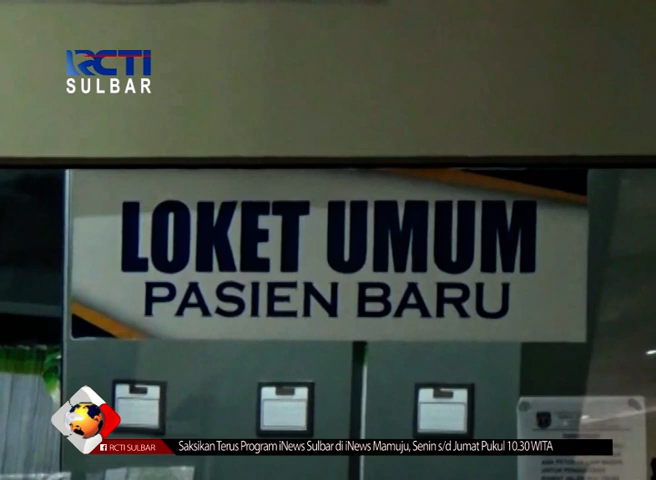 RCTI
SULBAR
LOKET UMUM
PASIEN BARU
RCTI SULBAR
Saksikan Terus Program iNews Sulbar di iNews Mamuju, Senin s/d Jumat Pukul 10.30 WITA